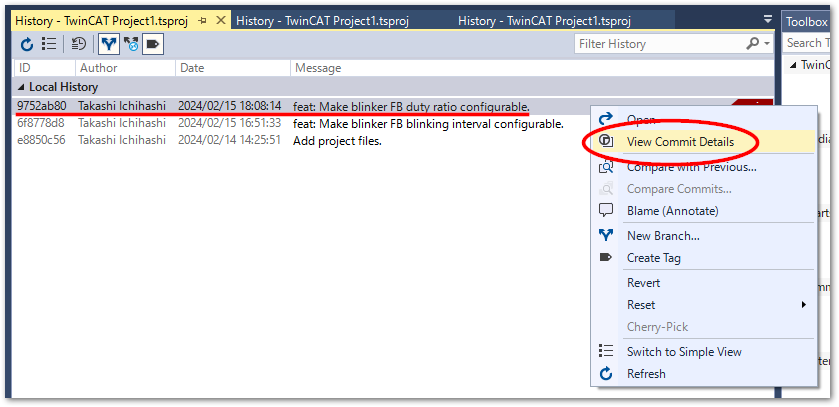 History - TwinCAT Project1.tsproj
History - TwinCAT Project1.tsproj
History - TwinCAT Project1.tsproj
Toolbox
Filter History
Search T
ID Author Date Message
TwinC
Local History
9752ab80 Takashi Ichihashi 2024/02/15 18:08:14 feat: Make blinker FB duty ratio configurable.
6f8778d8 Takashi Ichihashi 2024/02/15 16:51:33 feat: Make blinker FB blinking interval configurable.
e8850c56 Takashi Ichihashi 2024/02/14 14:25:51 Add project files.
Open
View Commit Details
Compare with Previous...
Compare Commits...
Blame (Annotate)
New Branch...
Create Tag
Revert
Reset
Cherry-Pick
Switch to Simple View
Refresh